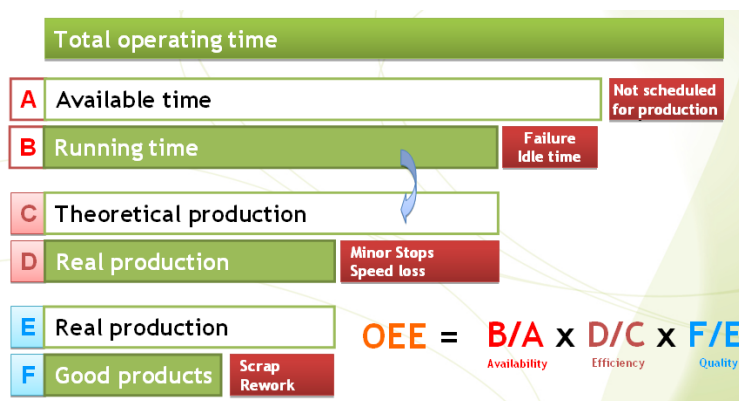 Total operating time
A Available time
Not scheduled
for production
B Running time
Failure
Idle time
C Theoretical production
D Real production
Minor Stops
Speed loss
E Real production
F Good products
Scrap
Rework
OEE = B/A x D/C x F/E
Availability Efficiency Quality